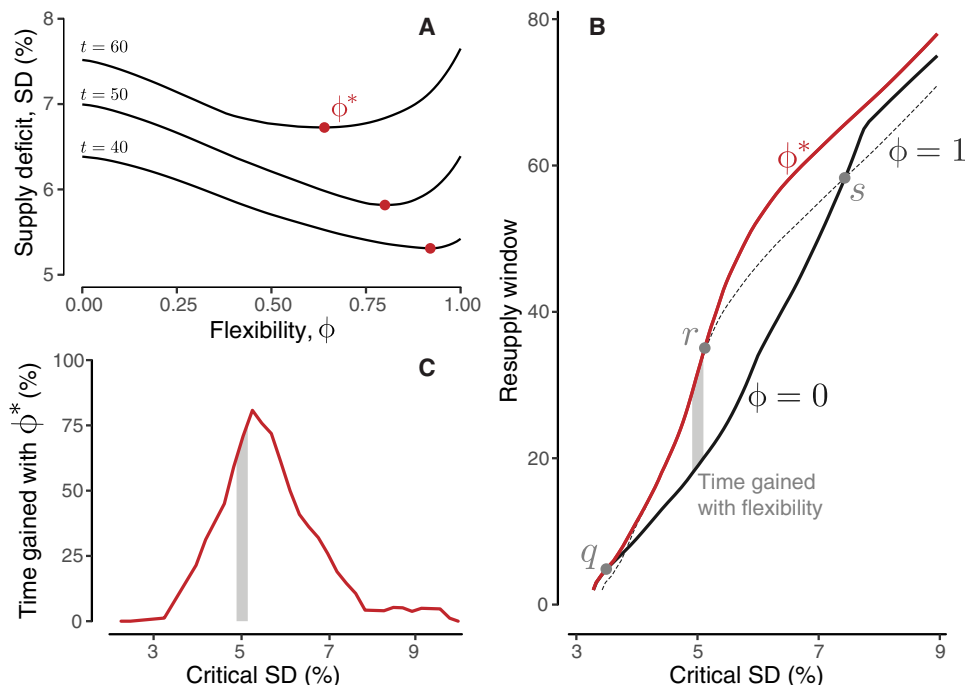 A
Supply deficit, SD (%)
8
7
6
5
t = 60
t = 50
t = 40
ϕ*
0.00 0.25 0.50 0.75 1.00
Flexibility, ϕ
C
Time gained with ϕ* (%)
100
75
50
25
0
3 5 7 9
Critical SD (%)
B
Resupply window
80
60
40
20
0
ϕ*
ϕ = 1
s
r
ϕ = 0
Time gained
with flexibility
q
3 5 7 9
Critical SD (%)